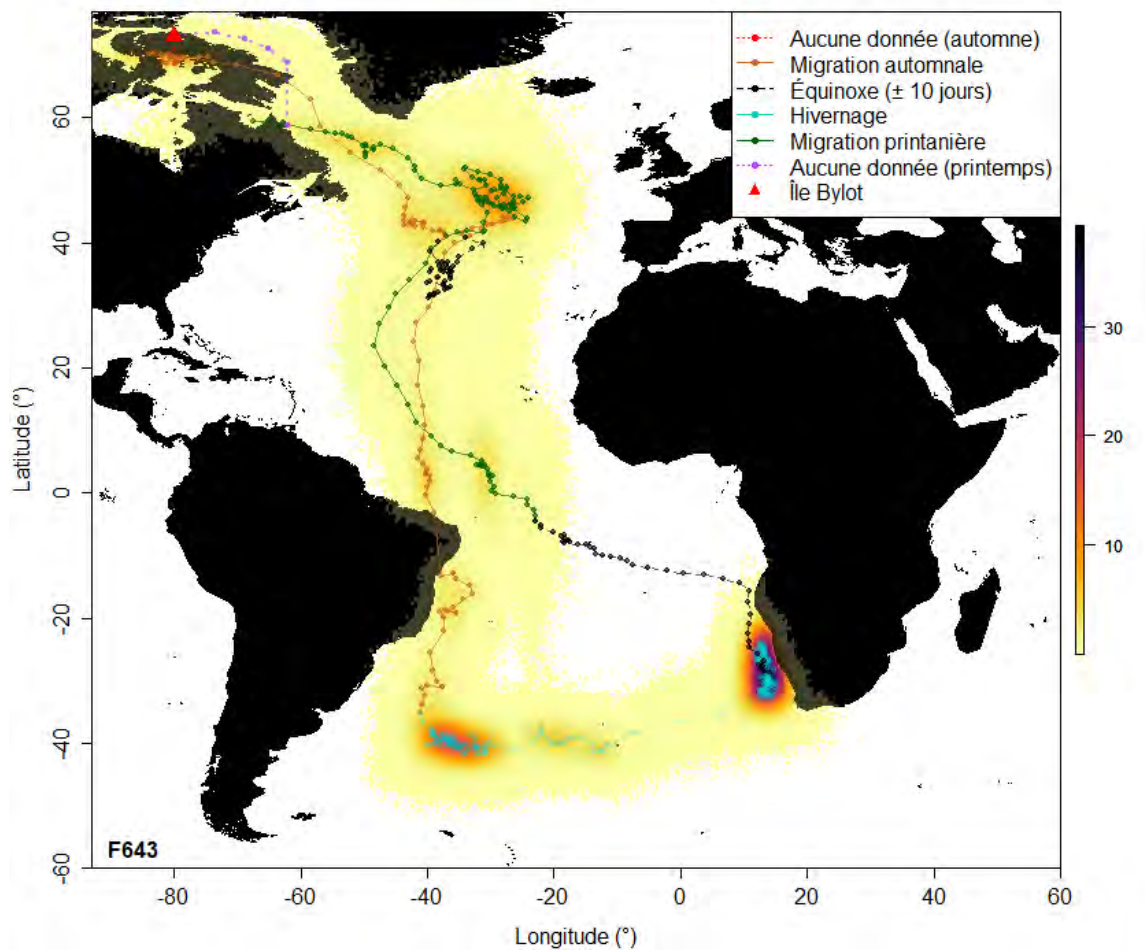 Aucune donnée (automne)
Migration automnale
Équinoxe (± 10 jours)
Hivernage
Migration printanière
Aucune donnée (printemps)
Île Bylot
60
40
20
0
-20
-40
-60
Latitude (°)
30
20
10
F643
-80 -60 -40 -20 0 20 40 60
Longitude (°)